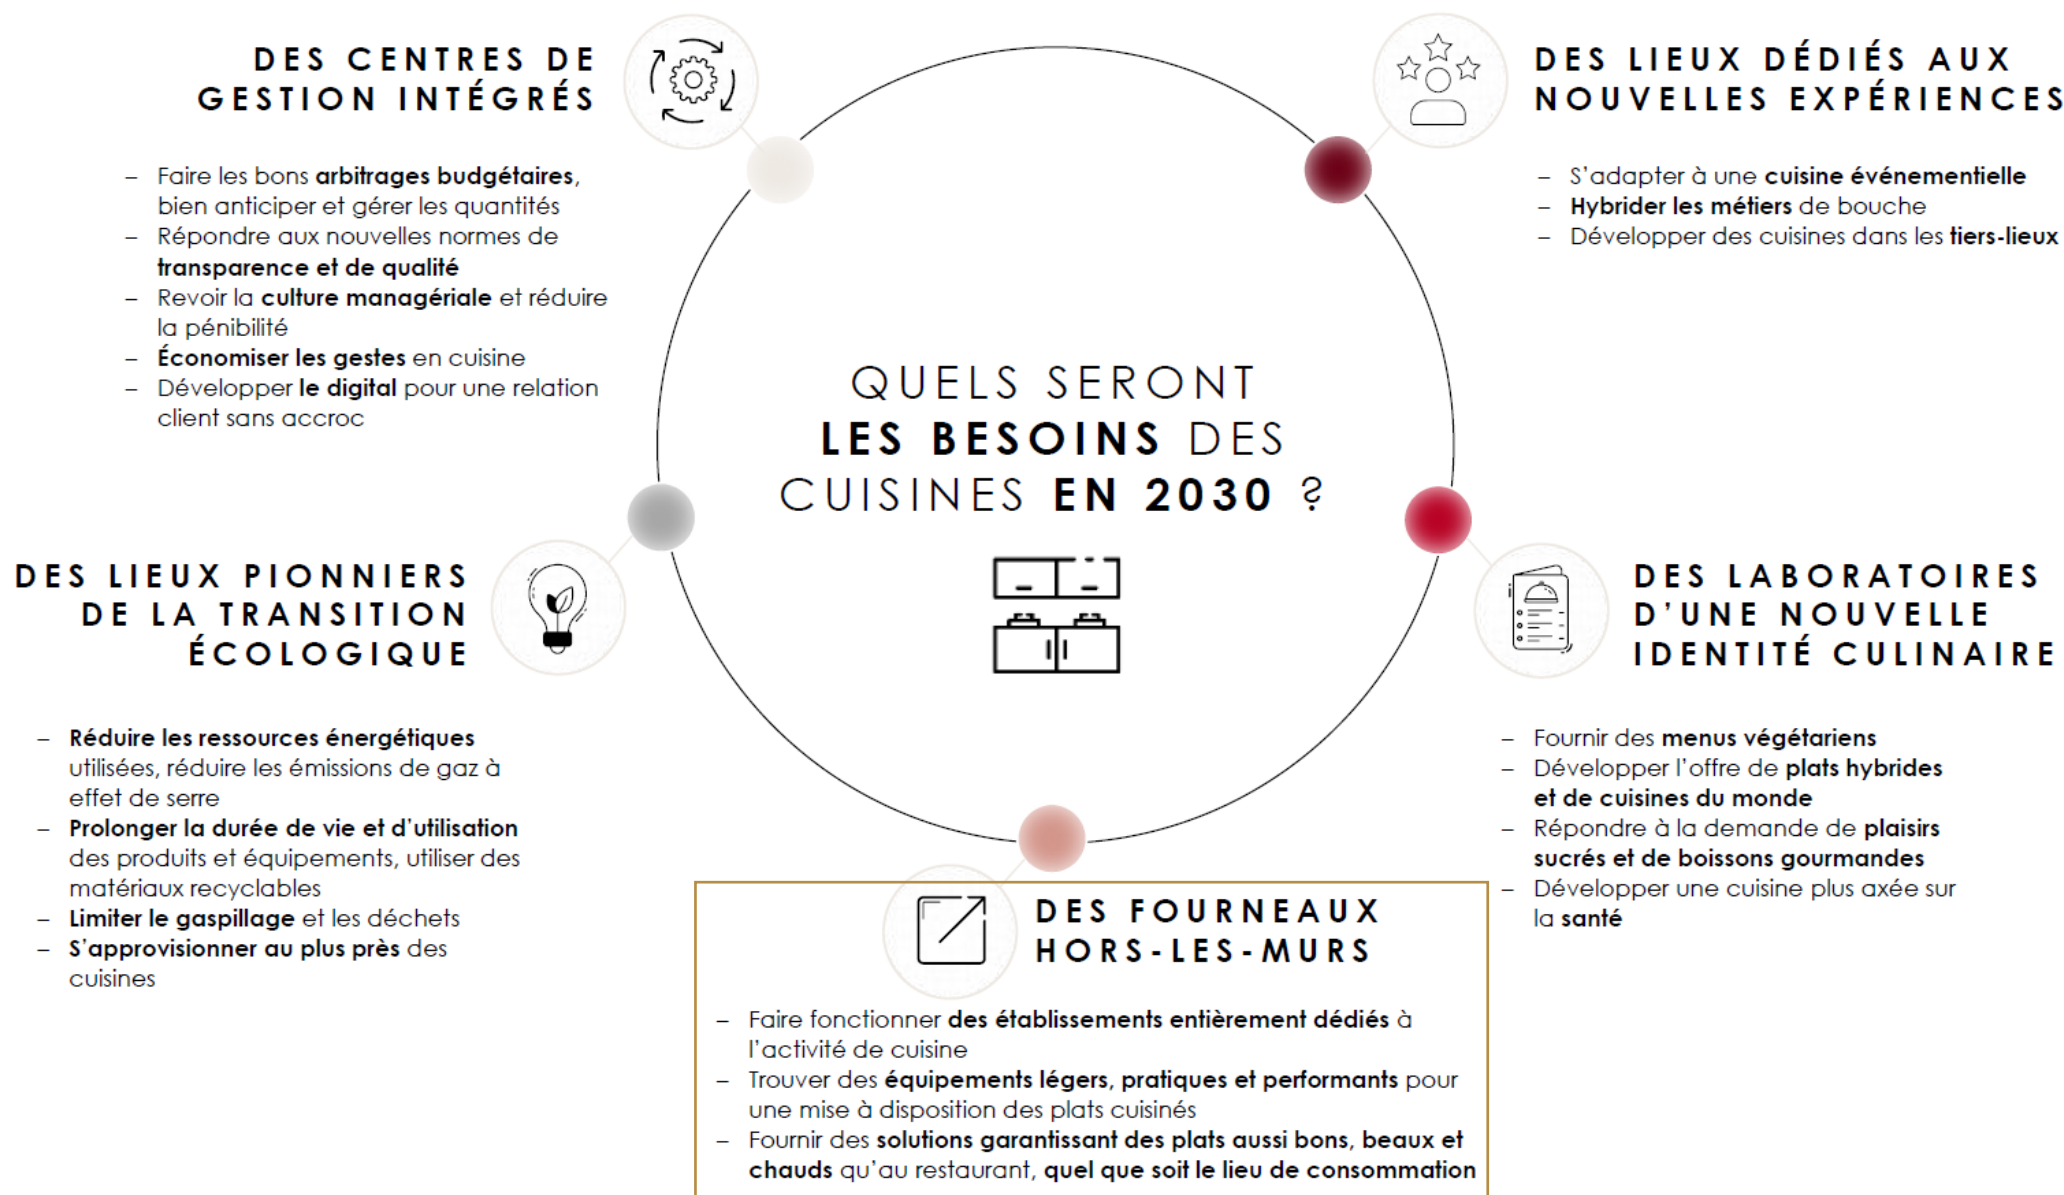 DES CENTRES DE
GESTION INTÉGRÉS
– Faire les bons arbitrages budgétaires,
bien anticiper et gérer les quantités
– Répondre aux nouvelles normes de
transparence et de qualité
– Revoir la culture managériale et réduire
la pénibilité
– Économiser les gestes en cuisine
– Développer le digital pour une relation
client sans accroc
DES LIEUX DÉDIÉS AUX
NOUVELLES EXPÉRIENCES
– S'adapter à une cuisine événementielle
– Hybrider les métiers de bouche
– Développer des cuisines dans les tiers-lieux
QUELS SERONT
LES BESOINS DES
CUISINES EN 2030 ?
DES LIEUX PIONNIERS
DE LA TRANSITION
ÉCOLOGIQUE
– Réduire les ressources énergétiques
utilisées, réduire les émissions de gaz à
effet de serre
– Prolonger la durée de vie et d'utilisation
des produits et équipements, utiliser des
matériaux recyclables
– Limiter le gaspillage et les déchets
– S'approvisionner au plus près des
cuisines
DES LABORATOIRES
D'UNE NOUVELLE
IDENTITÉ CULINAIRE
– Fournir des menus végétariens
– Développer l'offre de plats hybrides
et de cuisines du monde
– Répondre à la demande de plaisirs
sucrés et de boissons gourmandes
– Développer une cuisine plus axée sur
la santé
DES FOURNEAUX
HORS-LES-MURS
– Faire fonctionner des établissements entièrement dédiés à
l'activité de cuisine
– Trouver des équipements légers, pratiques et performants pour
une mise à disposition des plats cuisinés
– Fournir des solutions garantissant des plats aussi bons, beaux et
chauds qu'au restaurant, quel que soit le lieu de consommation